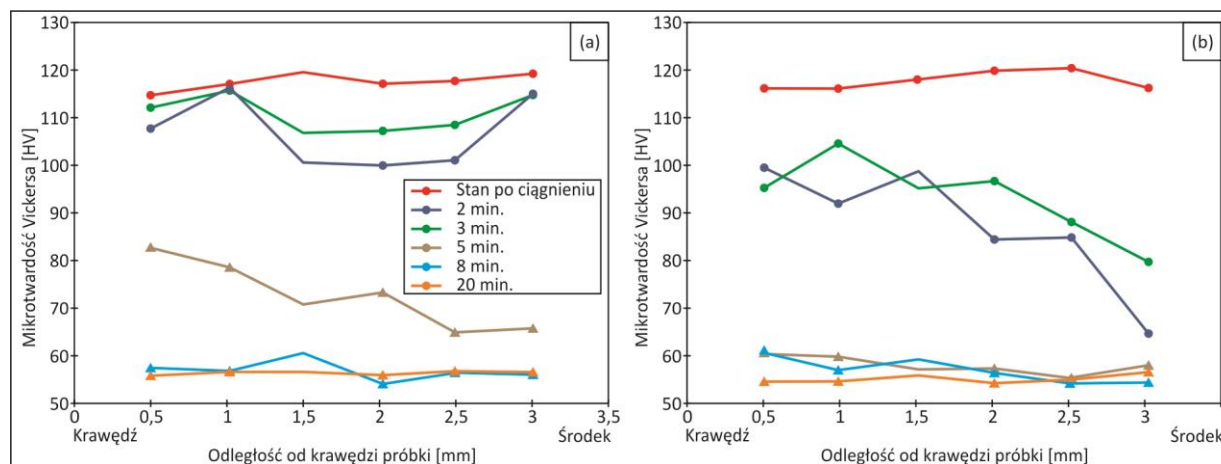 130
120
110
100
90
80
70
60
50
Mikrotwardość Vickersa [HV]
(a)
Stan po ciągnieniu
2 min.
3 min.
5 min.
8 min.
20 min.
0 0,5 1 1,5 2 2,5 3 3,5
Krawędź Środek
Odległość od krawędzi próbki [mm]
130
120
110
100
90
80
70
60
50
Mikrotwardość Vickersa [HV]
(b)
0 0,5 1 1,5 2 2,5 3
Krawędź Środek
Odległość od krawędzi próbki [mm]